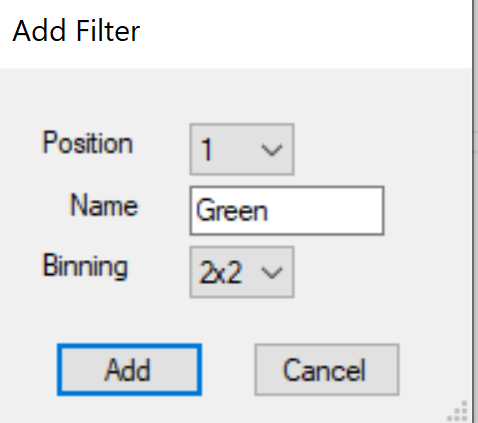 Add Filter
Position 1
Name Green
Binning 2x2
Add Cancel